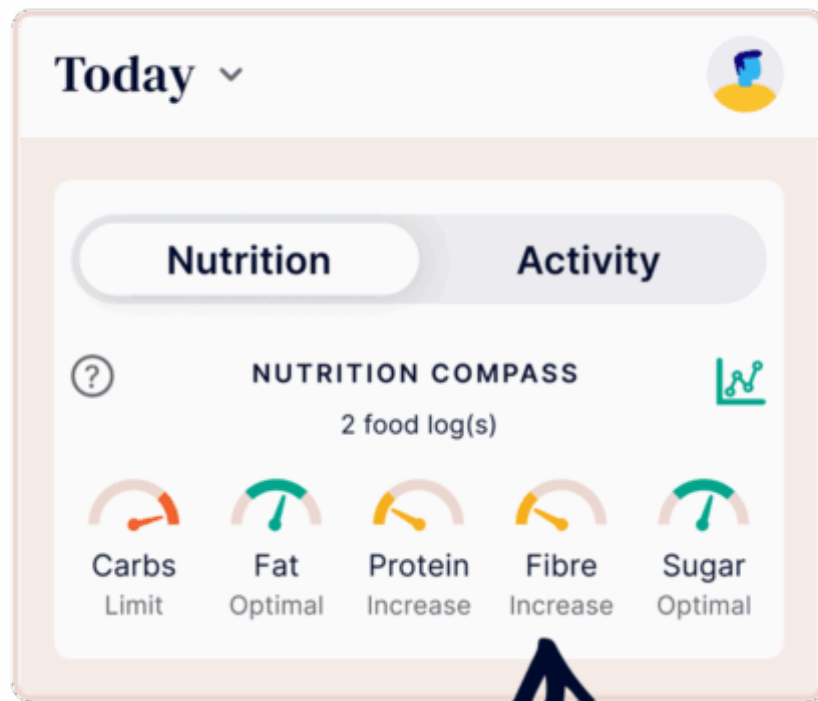 Today
Nutrition Activity
?
NUTRITION COMPASS
2 food log(s)
Carbs Fat Protein Fibre Sugar
Limit Optimal Increase Increase Optimal